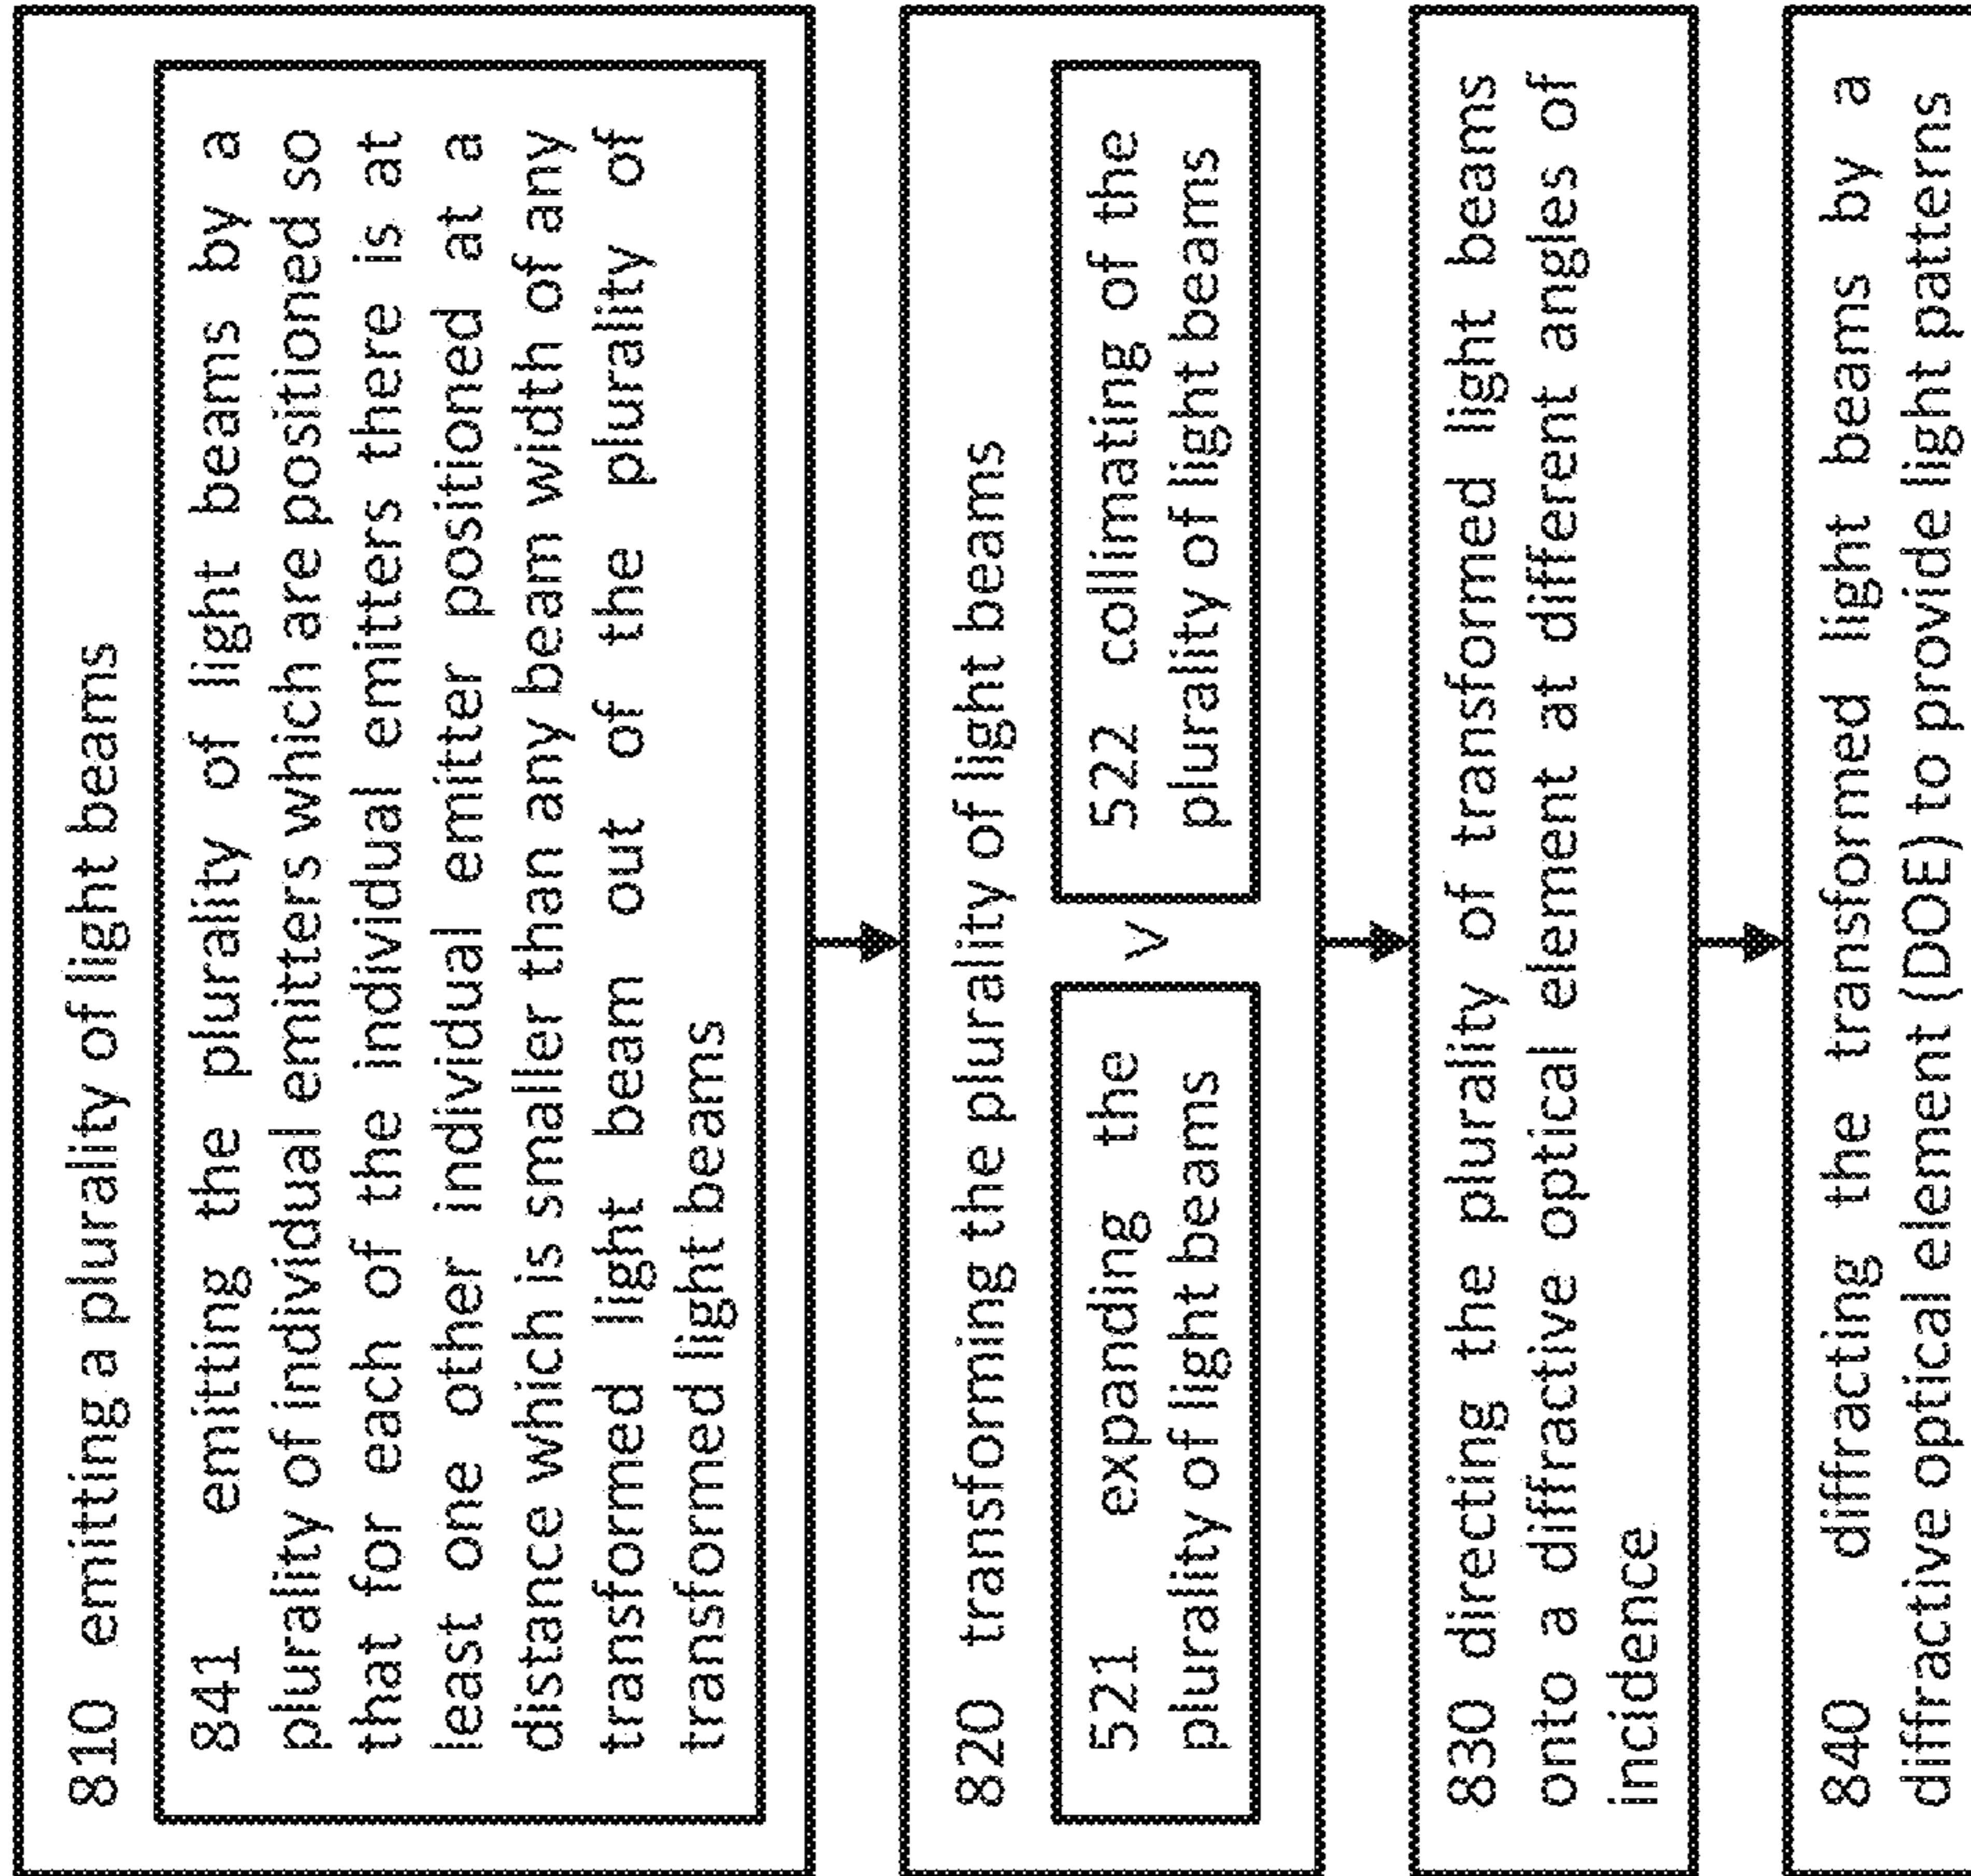 810 emitting a plurality of light beams
841 emitting the plurality of light beams by a
plurality of individual emitters which are positioned so
that for each of the individual emitters there is at
least one other individual emitter positioned at a
distance which is smaller than any beam width of any
transformed light beam out of the plurality of
transformed light beams
820 transforming the plurality of light beams
521 expanding the
plurality of light beams
V
522 collimating of the
plurality of light beams
830 directing the plurality of transformed light beams
onto a diffractive optical element at different angles of
incidence
840 diffracting the transformed light beams by a
diffractive optical element (DOE) to provide light patterns